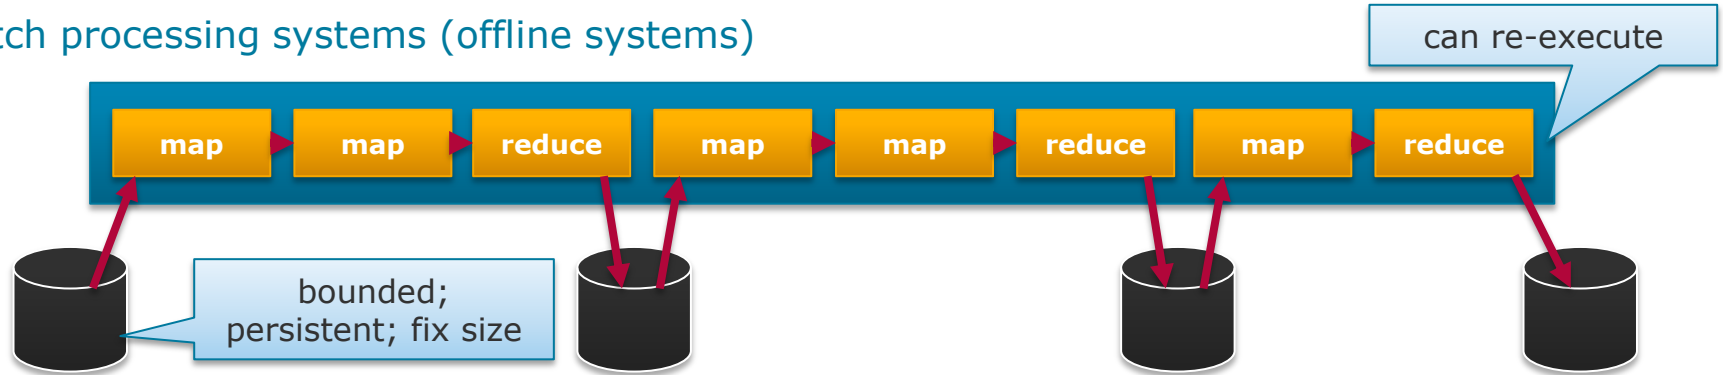 tch processing systems (offline systems)
can re-execute
map map reduce map map reduce map reduce
bounded;
persistent; fix size